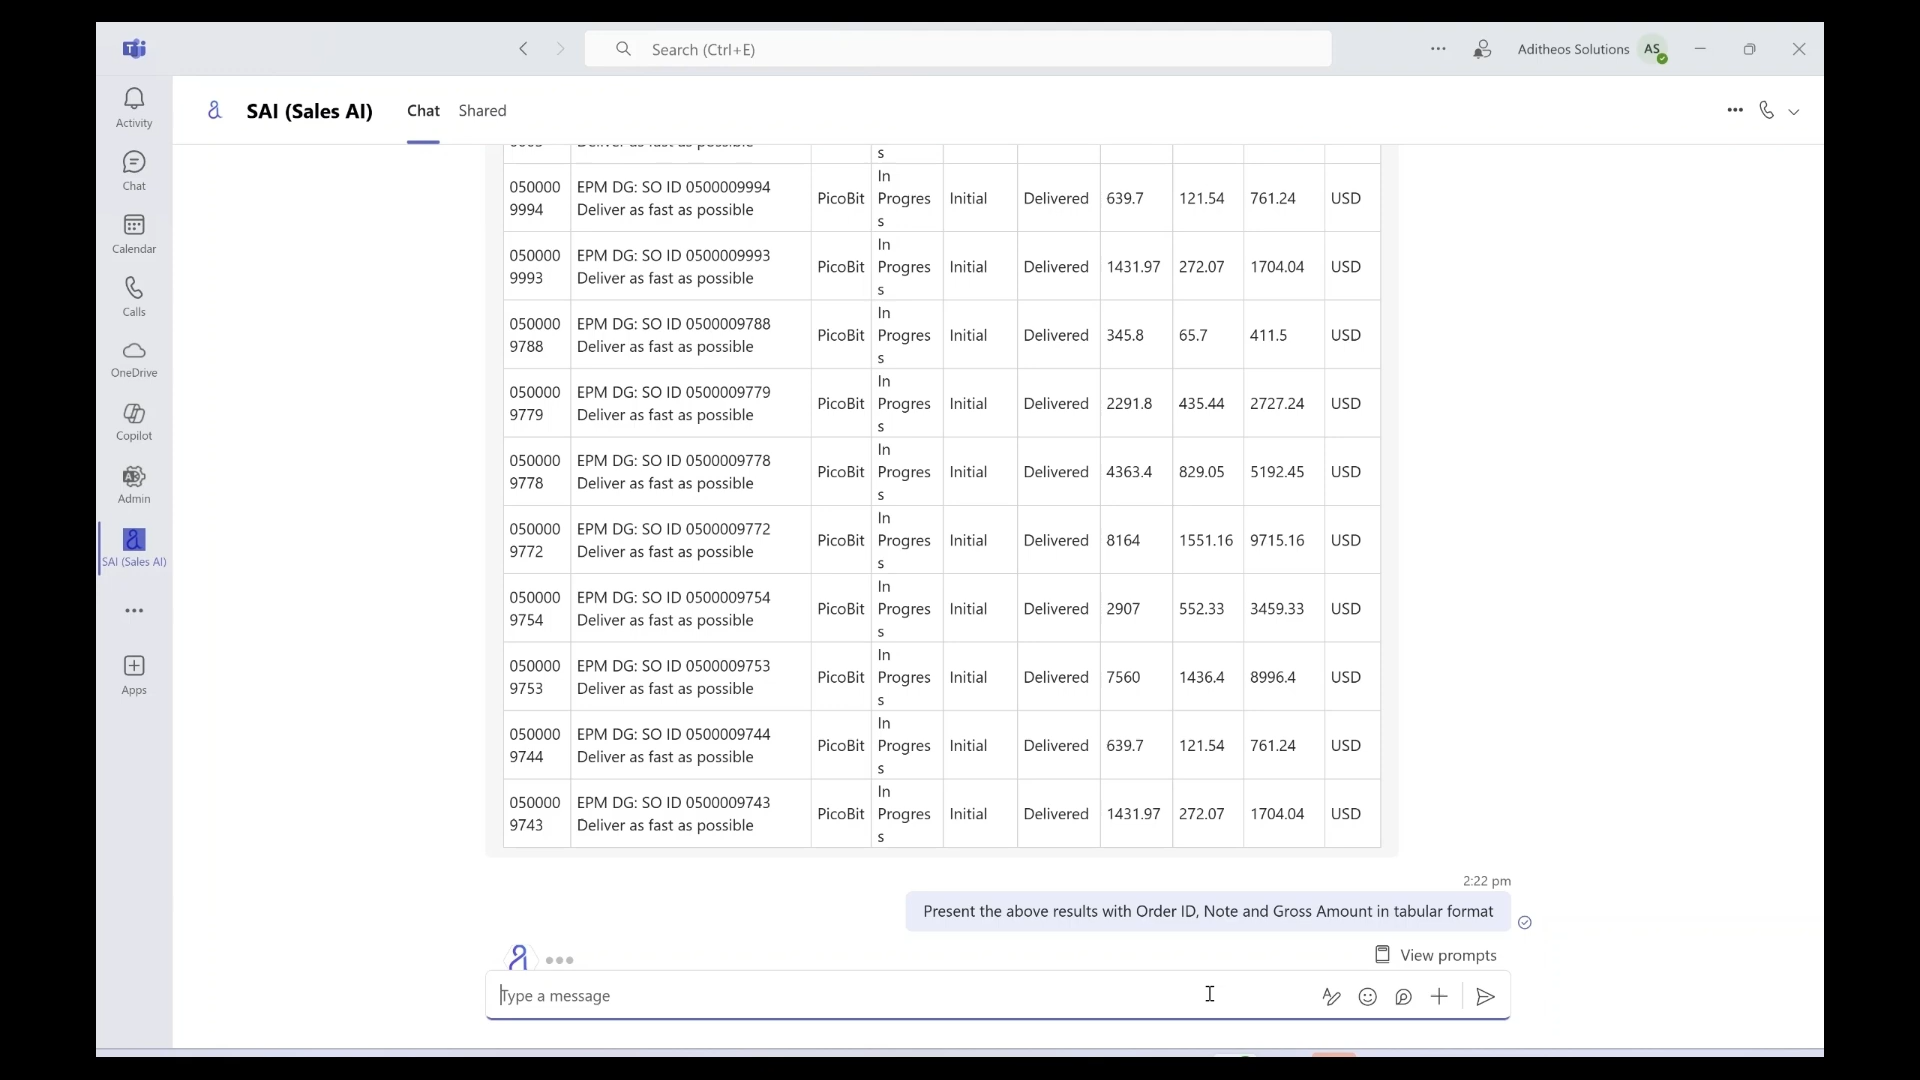 Search (Ctrl+E)
Aditheos Solutions
AS
SAI (Sales AI)
Chat
Shared
Activity
Chat
Calendar
Calls
OneDrive
Copilot
Admin
SAI (Sales AI)
Apps
s
050000 9994 EPM DG: SO ID 0500009994 Deliver as fast as possible PicoBit In Progress Initial Delivered 639.7 121.54 761.24 USD
050000 9993 EPM DG: SO ID 0500009993 Deliver as fast as possible PicoBit In Progress Initial Delivered 1431.97 272.07 1704.04 USD
050000 9788 EPM DG: SO ID 0500009788 Deliver as fast as possible PicoBit In Progress Initial Delivered 345.8 65.7 411.5 USD
050000 9779 EPM DG: SO ID 0500009779 Deliver as fast as possible PicoBit In Progress Initial Delivered 2291.8 435.44 2727.24 USD
050000 9778 EPM DG: SO ID 0500009778 Deliver as fast as possible PicoBit In Progress Initial Delivered 4363.4 829.05 5192.45 USD
050000 9772 EPM DG: SO ID 0500009772 Deliver as fast as possible PicoBit In Progress Initial Delivered 8164 1551.16 9715.16 USD
050000 9754 EPM DG: SO ID 0500009754 Deliver as fast as possible PicoBit In Progress Initial Delivered 2907 552.33 3459.33 USD
050000 9753 EPM DG: SO ID 0500009753 Deliver as fast as possible PicoBit In Progress Initial Delivered 7560 1436.4 8996.4 USD
050000 9744 EPM DG: SO ID 0500009744 Deliver as fast as possible PicoBit In Progress Initial Delivered 639.7 121.54 761.24 USD
050000 9743 EPM DG: SO ID 0500009743 Deliver as fast as possible PicoBit In Progress Initial Delivered 1431.97 272.07 1704.04 USD
2:22 pm
Present the above results with Order ID, Note and Gross Amount in tabular format
View prompts
Type a message